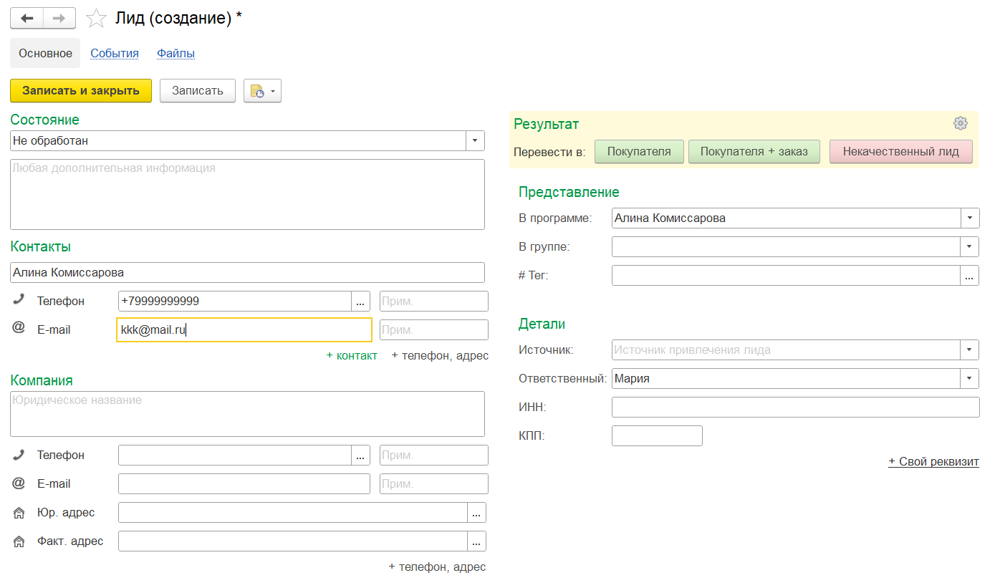 Лид (создание) *
Основное События Файлы
Записать и закрыть Записать
Состояние
Не обработан
Любая дополнительная информация
Контакты
Алина Комиссарова
Телефон +79999999999 ... Прим.
@ E-mail kkk@mail.ru Прим.
+ контакт + телефон, адрес
Компания
Юридическое название
Телефон ... Прим.
@ E-mail Прим.
Юр. адрес ...
Факт. адрес ...
+ телефон, адрес
Результат
Перевести в: Покупателя Покупателя + заказ Некачественный лид
Представление
В программе: Алина Комиссарова
В группе:
# Тег: ...
Детали
Источник: Источник привлечения лида
Ответственный: Мария
ИНН:
КПП:
+ Свой реквизит